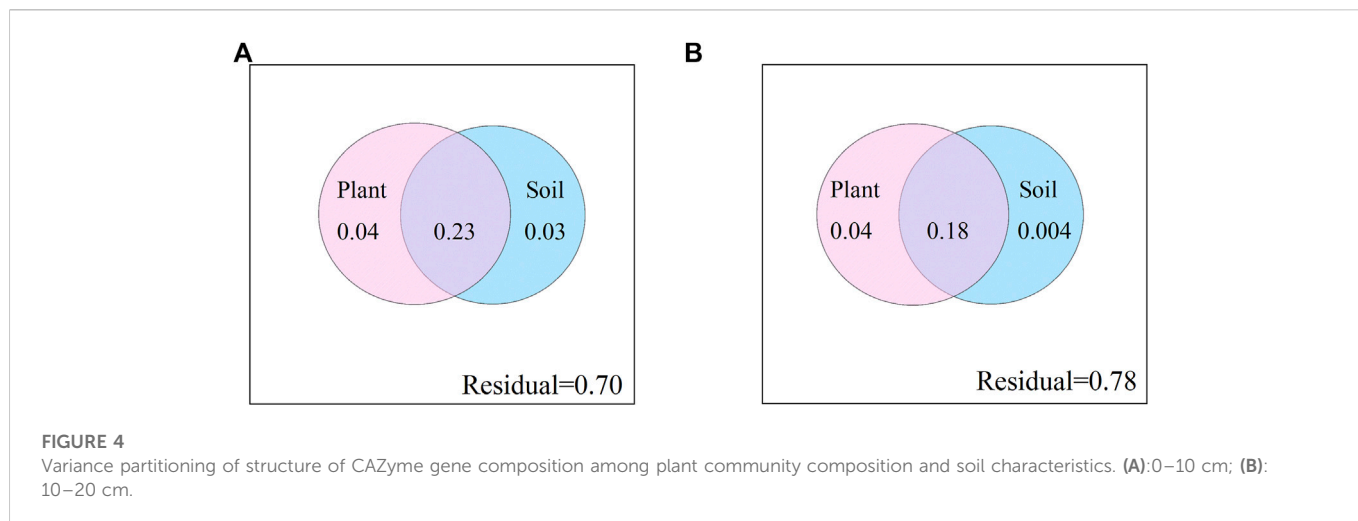 A
Plant
Soil
0.04
0.23
0.03
Residual=0.70
B
Plant
Soil
0.04
0.18
0.004
Residual=0.78
FIGURE 4
Variance partitioning of structure of CAZyme gene composition among plant community composition and soil characteristics. (A):0–10 cm; (B):
10–20 cm.